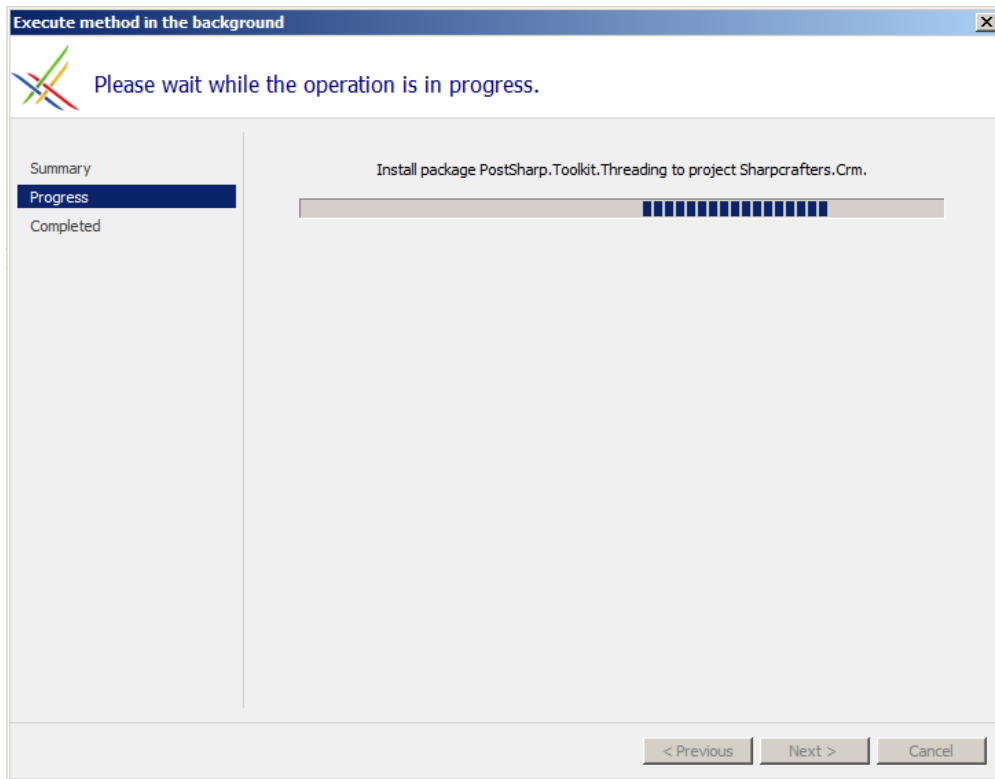 Execute method in the background
Please wait while the operation is in progress.
Summary
Progress
Completed
Install package PostSharp.Toolkit.Threading to project Sharpcrafters.Crm.
< Previous
Next >
Cancel